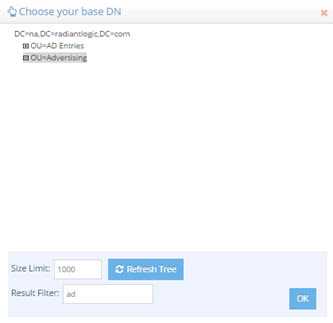 Choose your base DN
DC=na,DC=radiantlogic,DC=com
OU=AD Entries
OU=Adversising
Size Limit: 1000 Refresh Tree
Result Filter: ad
OK